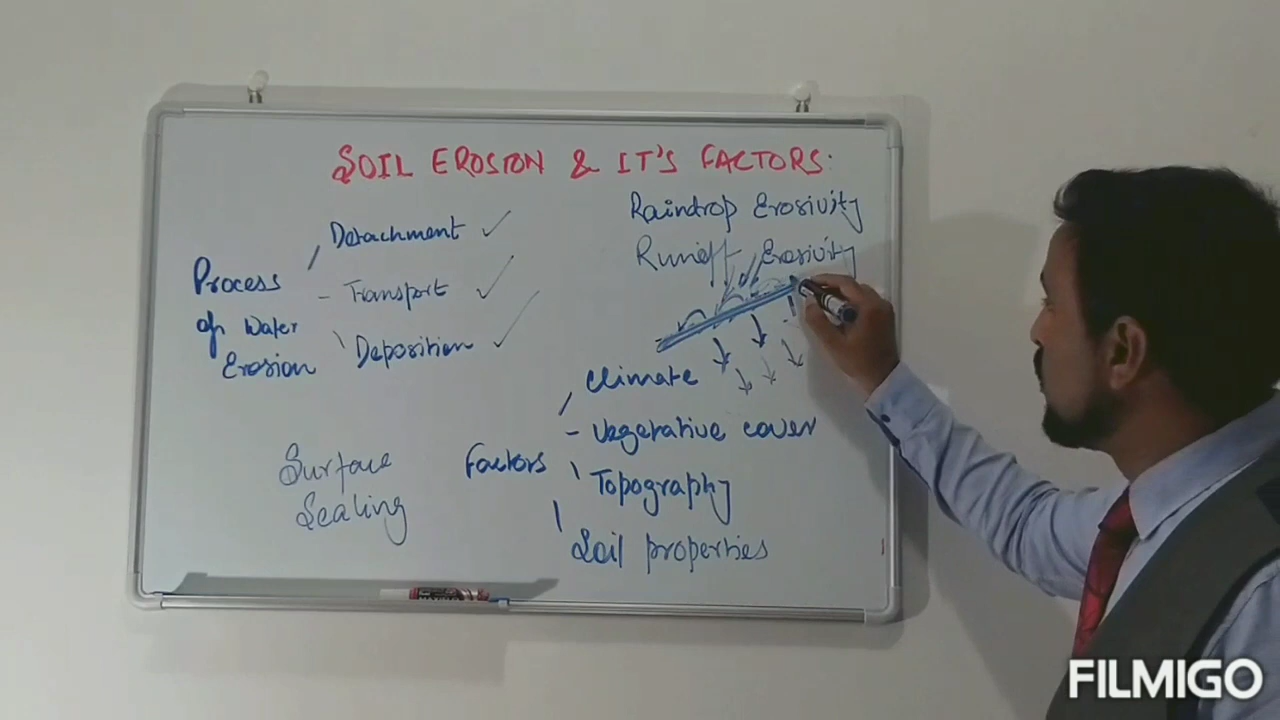 SOIL EROSION & IT'S FACTORS.
Process
of Water
Erosion
Detachment
Transport
Deposition
Raindrop Erosivity
Runoff Erosivity
Surface
Sealing
Factors
Climate
Vegetative cover
Topography
Soil properties
FILMIGO